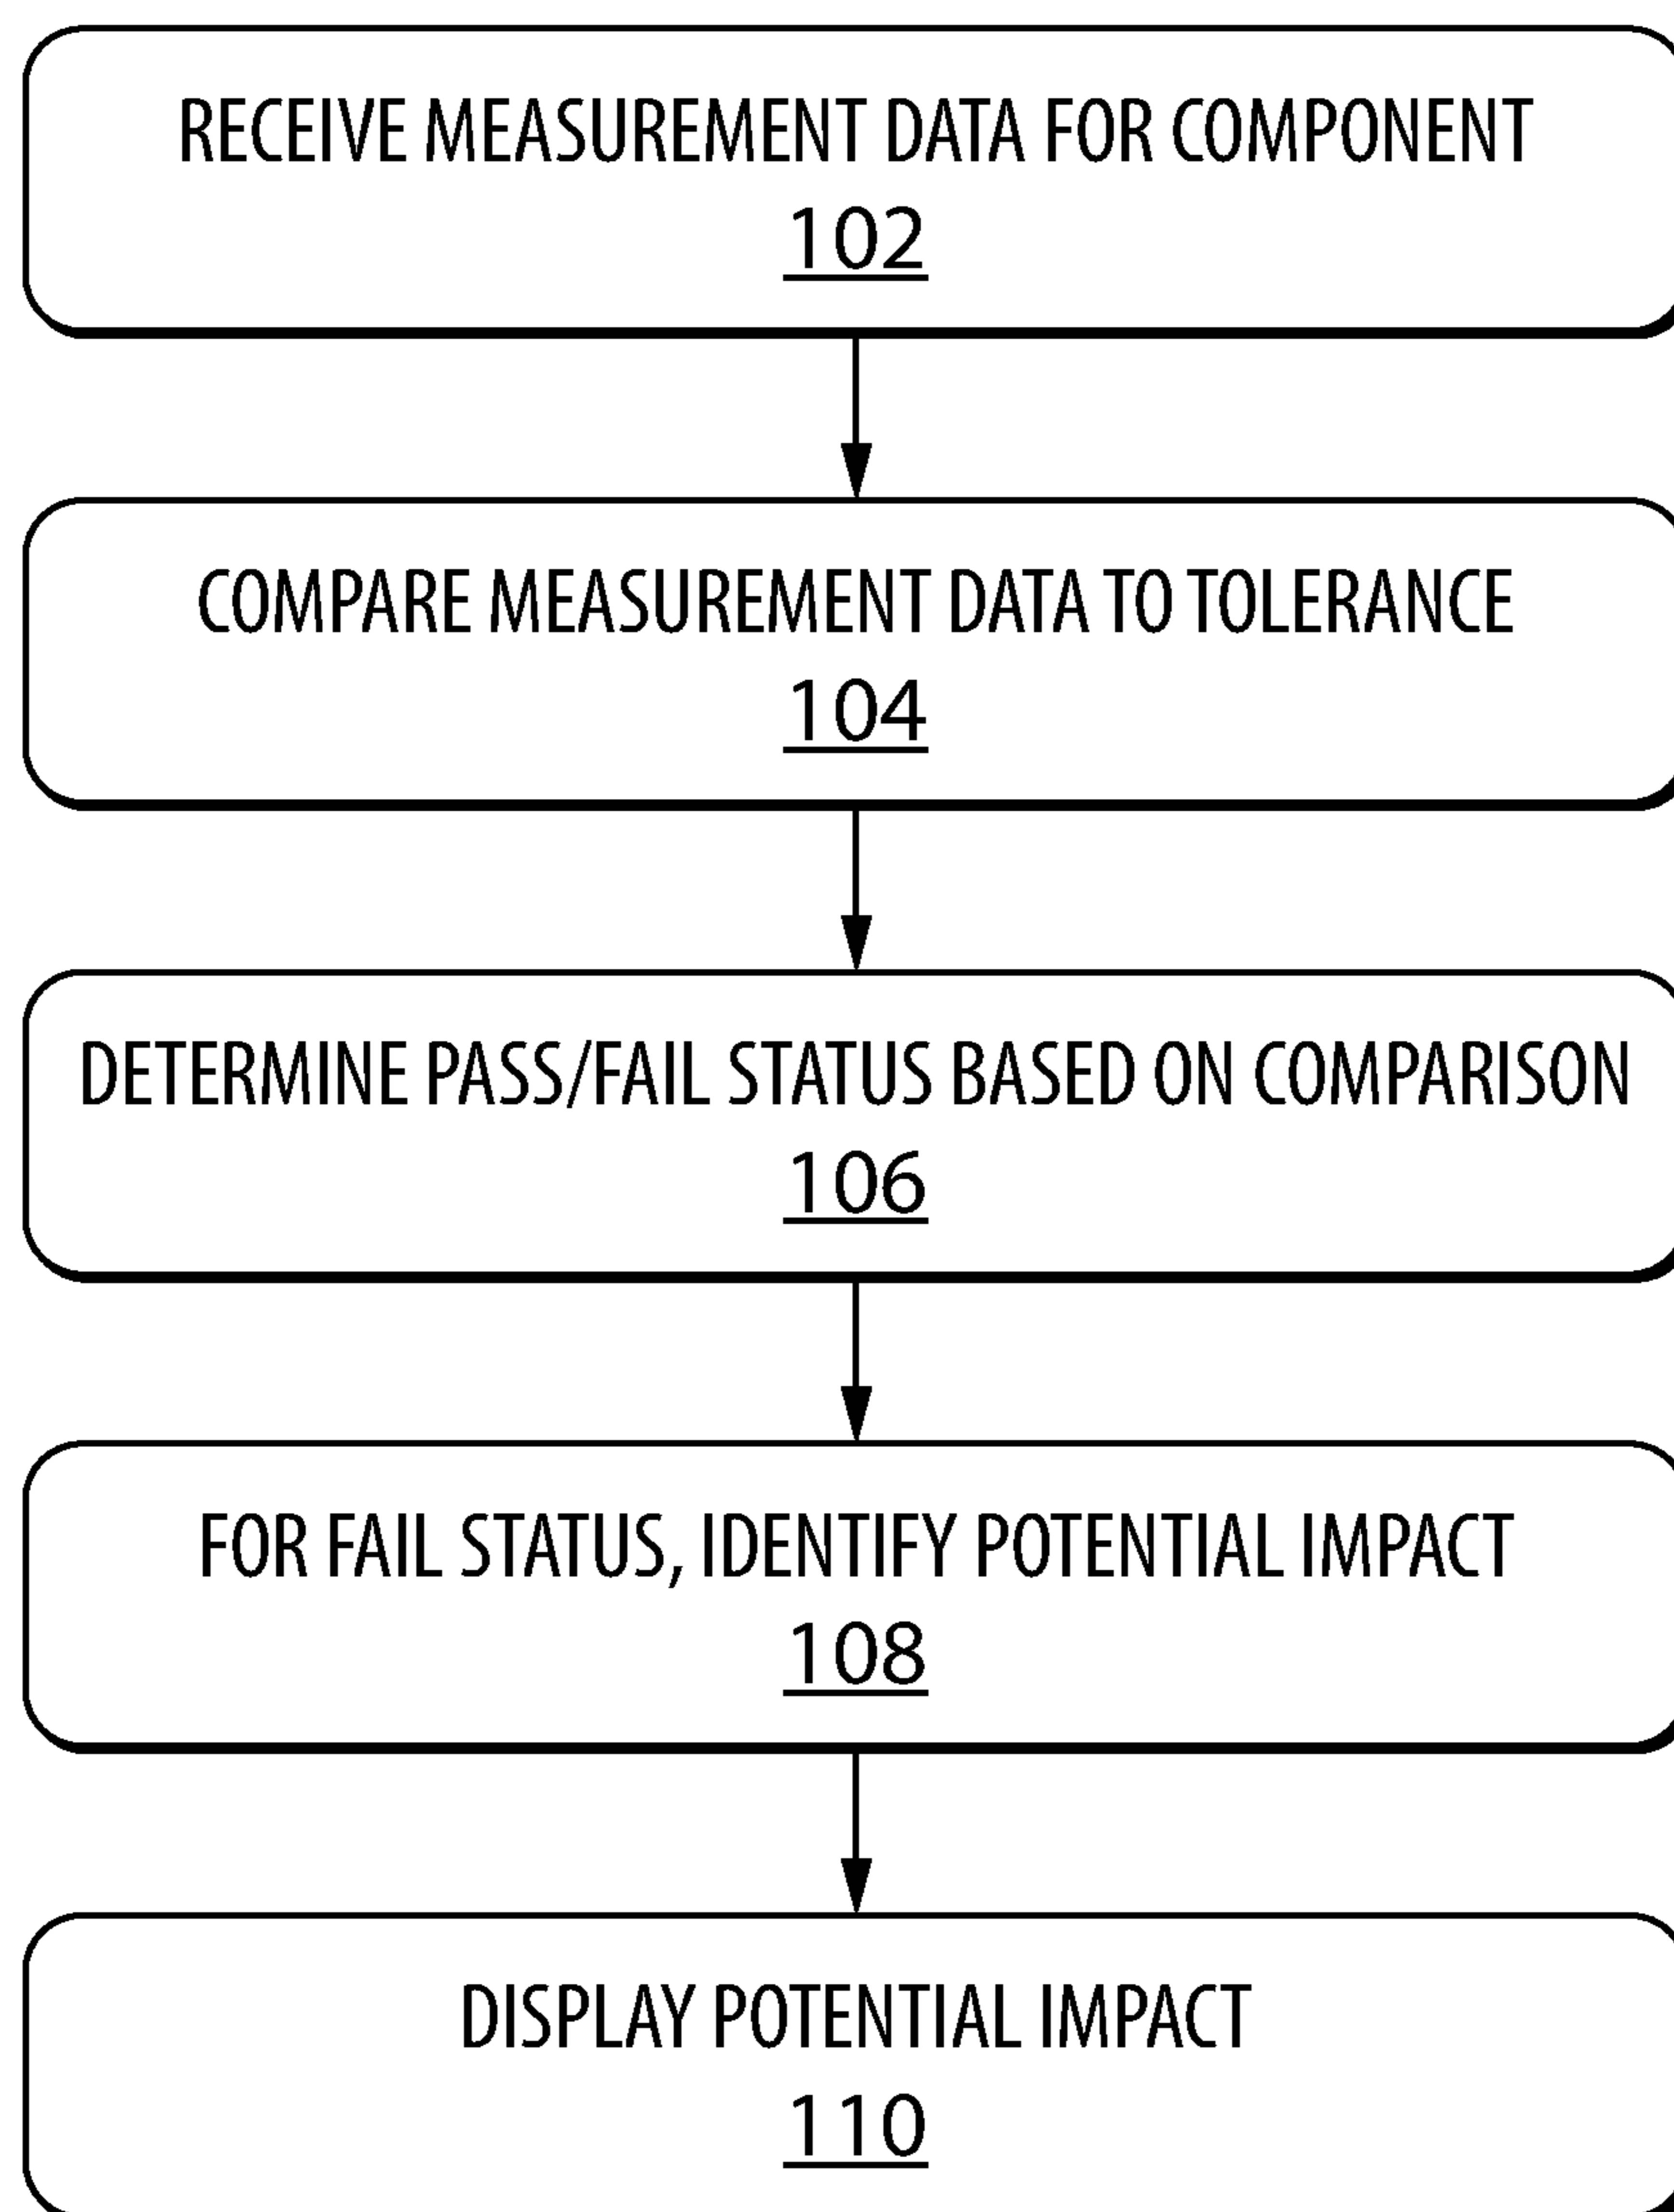 RECEIVE MEASUREMENT DATA FOR COMPONENT
102
COMPARE MEASUREMENT DATA TO TOLERANCE
104
DETERMINE PASS/FAIL STATUS BASED ON COMPARISON
106
FOR FAIL STATUS, IDENTIFY POTENTIAL IMPACT
108
DISPLAY POTENTIAL IMPACT
110